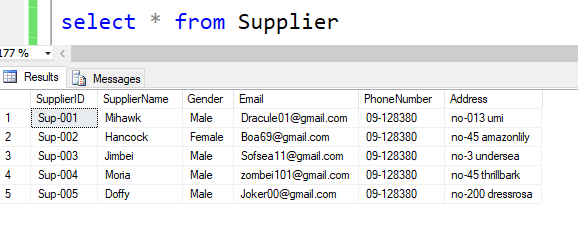 select * from Supplier
177 %
Results Messages
SupplierID SupplierName Gender Email PhoneNumber Address
1 Sup-001 Mihawk Male Dracule01@gmail.com 09-128380 no-013 umi
2 Sup-002 Hancock Female Boa69@gmail.com 09-128380 no-45 amazonlily
3 Sup-003 Jimbei Male Sofsea11@gmail.com 09-128380 no-3 undersea
4 Sup-004 Moria Male zombei101@gmail.com 09-128380 no-45 thrillbark
5 Sup-005 Doffy Male Joker00@gmail.com 09-128380 no-200 dressrosa